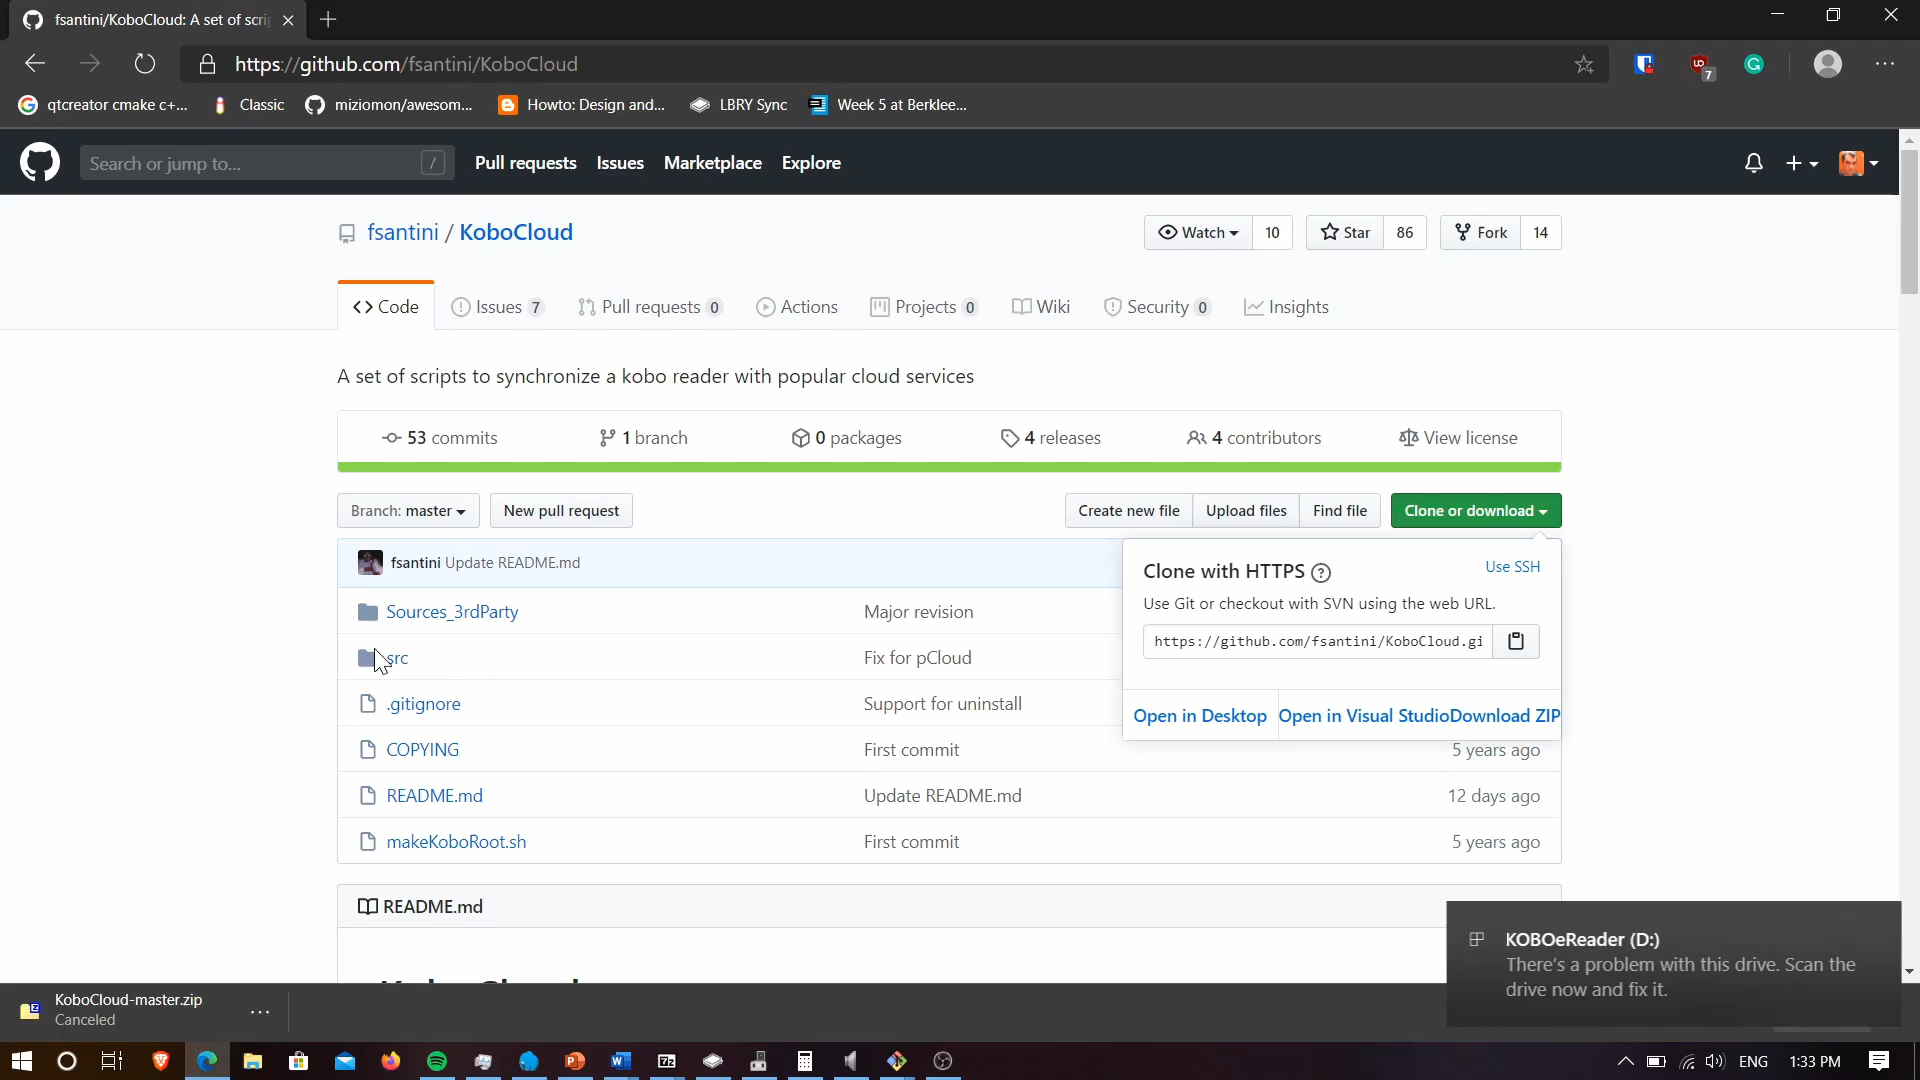 fsantini/KoboCloud: A set of scri
https://github.com/fsantini/KoboCloud
7
qtcreator cmake c+...
Classic
miziomon/awesom...
Howto: Design and...
LBRY Sync
Week 5 at Berklee...
Search or jump to...
/
Pull requests
Issues
Marketplace
Explore
fsantini / KoboCloud
Watch 10
Star 86
Fork 14
Code
Issues 7
Pull requests 0
Actions
Projects 0
Wiki
Security 0
Insights
A set of scripts to synchronize a kobo reader with popular cloud services
53 commits
1 branch
0 packages
4 releases
4 contributors
View license
Branch: master
New pull request
Create new file
Upload files
Find file
Clone or download
fsantini Update README.md
Clone with HTTPS
Use SSH
Use Git or checkout with SVN using the web URL.
https://github.com/fsantini/KoboCloud.gi
Open in Desktop
Open in Visual Studio
Download ZIP
Sources_3rdParty Major revision
src Fix for pCloud
.gitignore Support for uninstall
COPYING First commit 5 years ago
README.md Update README.md 12 days ago
makeKoboRoot.sh First commit 5 years ago
README.md
KOBOeReader (D:)
There's a problem with this drive. Scan the
drive now and fix it.
KoboCloud-master.zip
Canceled
...
ENG
1:33 PM